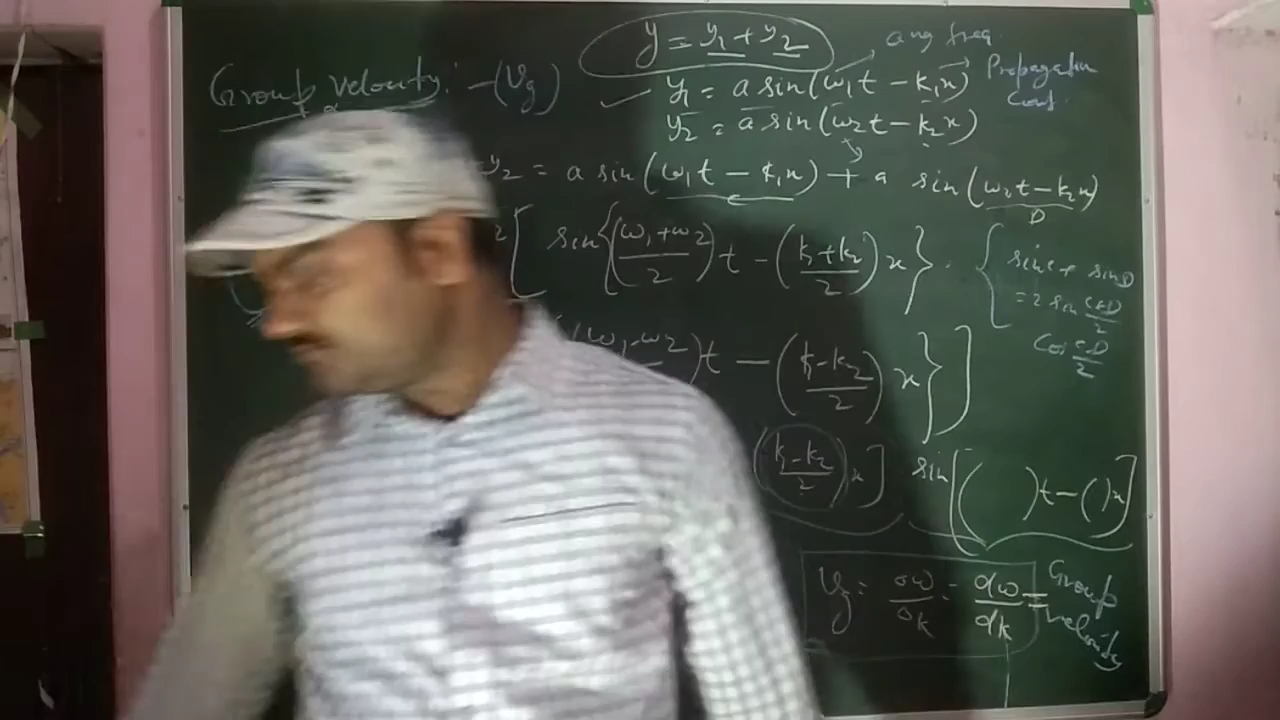 y = y₁ + y₂
ang freq
Group velocity :- (Vg)
y₁ = a sin(ω₁t - k₁x)
Propagation Const.
y₂ = a sin(ω₂t - k₂x)
y₂ = a sin(ω₁t - k₁x) + a sin(ω₂t - k₂x)
D
2[ sin{(ω₁+ω₂/2)t - (k₁+k₂/2)x} .
{ sinC + sinD
= 2 sin C+D/2
Cos C-D/2
(ω₁-ω₂)t - (k₁-k₂/2)x}]
(k₁-k₂/2)x] sin[( )t - ( )x]
Vg = Δω/Δk = dω/dk = Group velocity